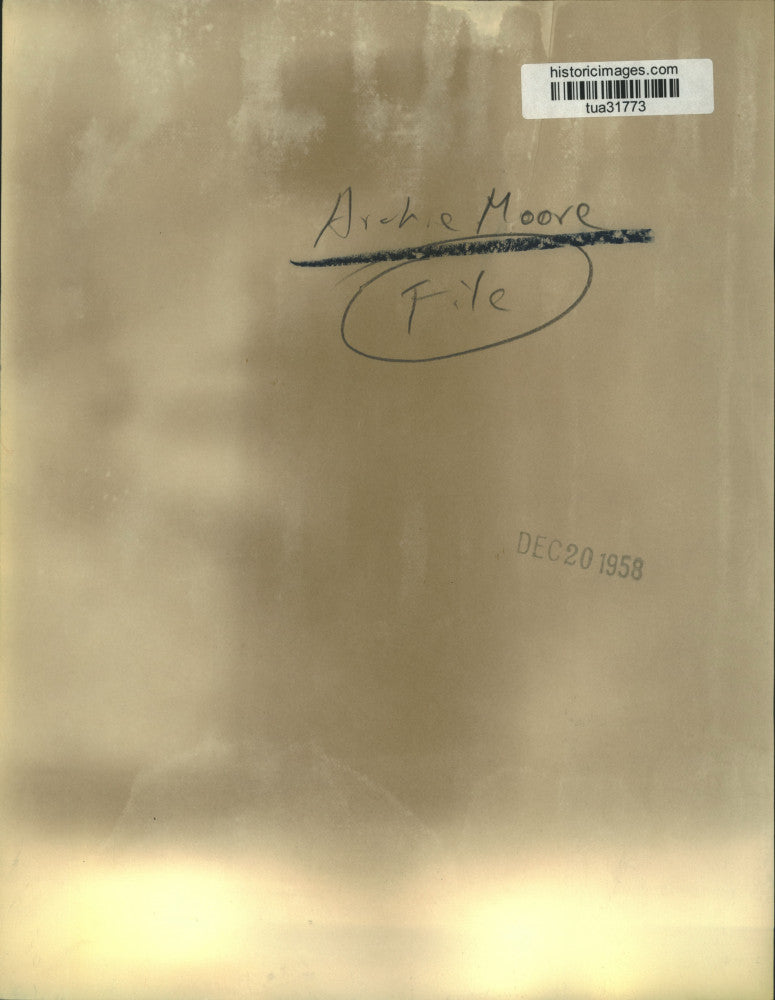 historicimages.com
tua31773
Archie Moore
File
DEC 20 1958